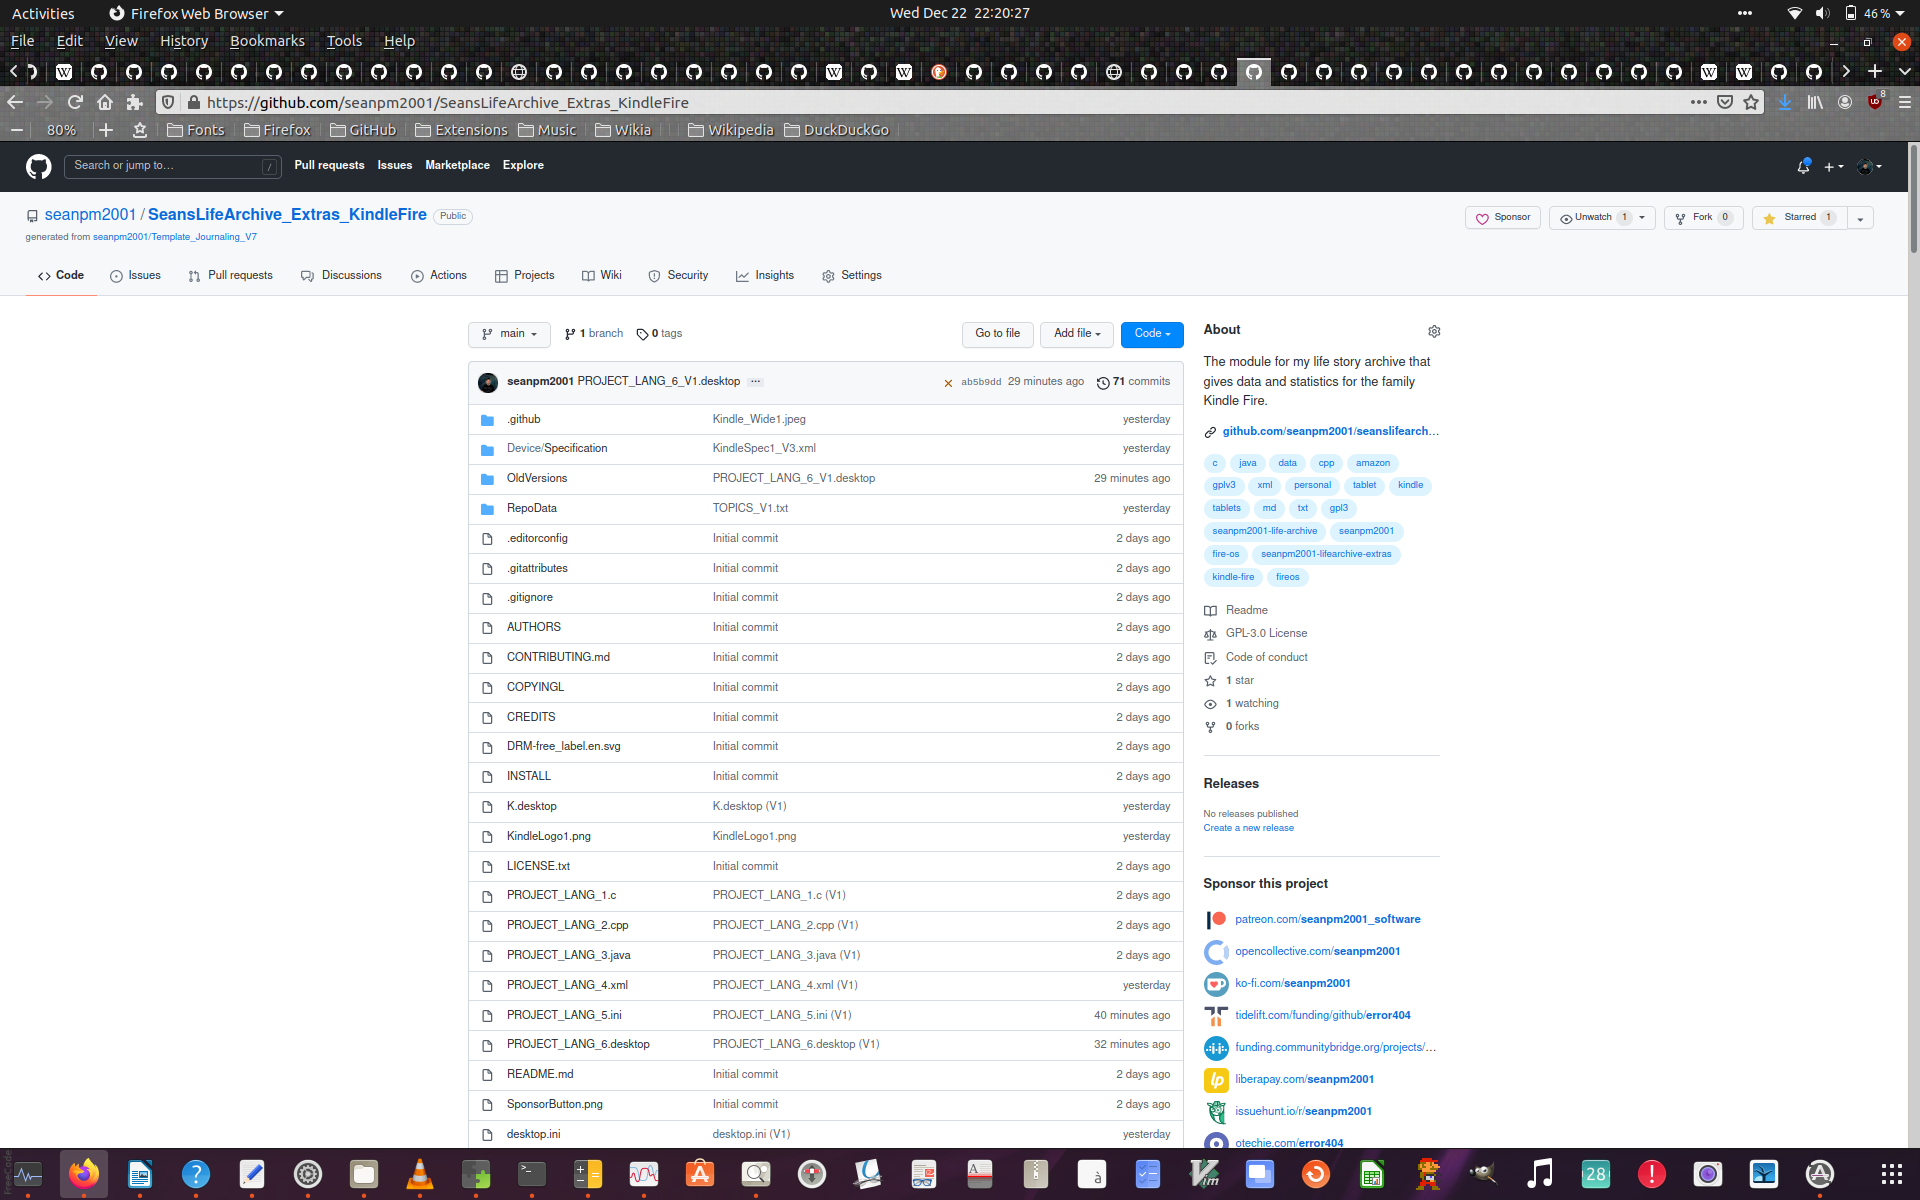 Activities Firefox Web Browser Wed Dec 22 22:20:27 46 %
File Edit View History Bookmarks Tools Help
https://github.com/seanpm2001/SeansLifeArchive_Extras_KindleFire 8
80% Fonts Firefox GitHub Extensions Music Wikia Wikipedia DuckDuckGo
Search or jump to... / Pull requests Issues Marketplace Explore
seanpm2001 / SeansLifeArchive_Extras_KindleFire Public
Sponsor Unwatch 1 Fork 0 Starred 1
generated from seanpm2001/Template_Journaling_V7
Code Issues Pull requests Discussions Actions Projects Wiki Security Insights Settings
main 1 branch 0 tags Go to file Add file Code
seanpm2001 PROJECT_LANG_6_V1.desktop ... ab5b9dd 29 minutes ago 71 commits
.github Kindle_Wide1.jpeg yesterday
Device/Specification KindleSpec1_V3.xml yesterday
OldVersions PROJECT_LANG_6_V1.desktop 29 minutes ago
RepoData TOPICS_V1.txt yesterday
.editorconfig Initial commit 2 days ago
.gitattributes Initial commit 2 days ago
.gitignore Initial commit 2 days ago
AUTHORS Initial commit 2 days ago
CONTRIBUTING.md Initial commit 2 days ago
COPYINGL Initial commit 2 days ago
CREDITS Initial commit 2 days ago
DRM-free_label.en.svg Initial commit 2 days ago
INSTALL Initial commit 2 days ago
K.desktop K.desktop (V1) yesterday
KindleLogo1.png KindleLogo1.png yesterday
LICENSE.txt Initial commit 2 days ago
PROJECT_LANG_1.c PROJECT_LANG_1.c (V1) 2 days ago
PROJECT_LANG_2.cpp PROJECT_LANG_2.cpp (V1) 2 days ago
PROJECT_LANG_3.java PROJECT_LANG_3.java (V1) 2 days ago
PROJECT_LANG_4.xml PROJECT_LANG_4.xml (V1) yesterday
PROJECT_LANG_5.ini PROJECT_LANG_5.ini (V1) 40 minutes ago
PROJECT_LANG_6.desktop PROJECT_LANG_6.desktop (V1) 32 minutes ago
README.md Initial commit 2 days ago
SponsorButton.png Initial commit 2 days ago
desktop.ini desktop.ini (V1) yesterday
About
The module for my life story archive that
gives data and statistics for the family
Kindle Fire.
github.com/seanpm2001/seanslifearch...
c java data cpp amazon
gplv3 xml personal tablet kindle
tablets md txt gpl3
seanpm2001-life-archive seanpm2001
fire-os seanpm2001-lifearchive-extras
kindle-fire fireos
Readme
GPL-3.0 License
Code of conduct
1 star
1 watching
0 forks
Releases
No releases published
Create a new release
Sponsor this project
patreon.com/seanpm2001_software
opencollective.com/seanpm2001
ko-fi.com/seanpm2001
tidelift.com/funding/github/error404
funding.communitybridge.org/projects/...
liberapay.com/seanpm2001
issuehunt.io/r/seanpm2001
otechie.com/error404
FreeCode
28